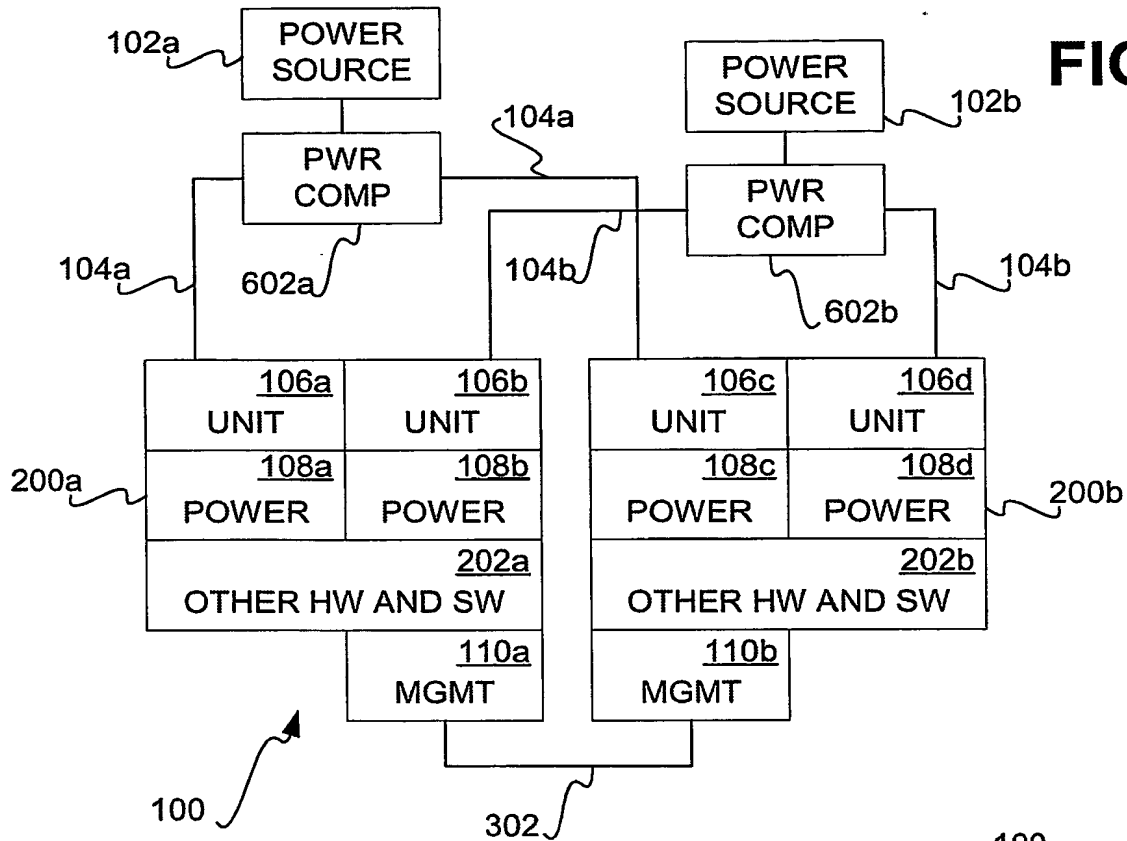 POWER
SOURCE
102a
POWER
SOURCE
102b
FIG
PWR
COMP
104a
PWR
COMP
104a
602a
104b
104b
602b
106a
UNIT
106b
UNIT
106c
UNIT
106d
UNIT
200a
108a
POWER
108b
POWER
108c
POWER
108d
POWER
200b
202a
OTHER HW AND SW
202b
OTHER HW AND SW
110a
MGMT
110b
MGMT
100
302